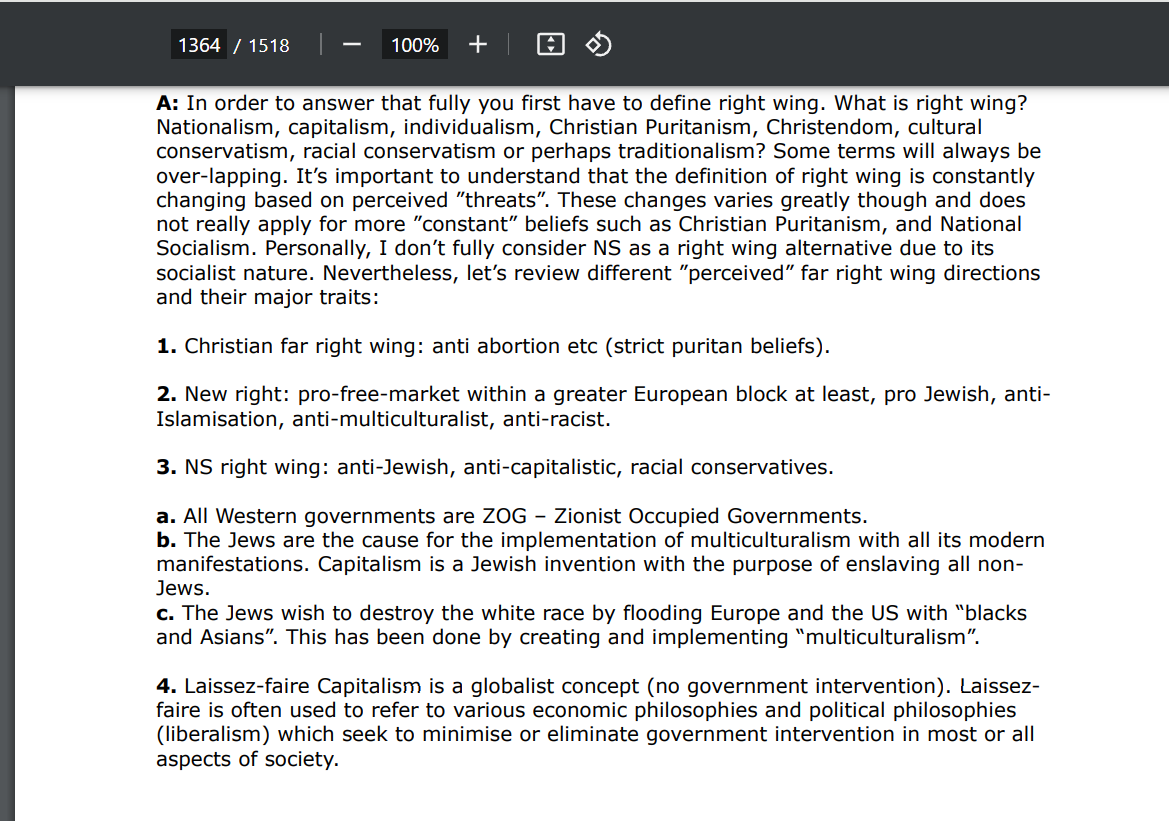 1364 / 1518 − 100% +
A: In order to answer that fully you first have to define right wing. What is right wing?
Nationalism, capitalism, individualism, Christian Puritanism, Christendom, cultural
conservatism, racial conservatism or perhaps traditionalism? Some terms will always be
over-lapping. It’s important to understand that the definition of right wing is constantly
changing based on perceived ”threats”. These changes varies greatly though and does
not really apply for more ”constant” beliefs such as Christian Puritanism, and National
Socialism. Personally, I don’t fully consider NS as a right wing alternative due to its
socialist nature. Nevertheless, let’s review different ”perceived” far right wing directions
and their major traits:
1. Christian far right wing: anti abortion etc (strict puritan beliefs).
2. New right: pro-free-market within a greater European block at least, pro Jewish, anti-
Islamisation, anti-multiculturalist, anti-racist.
3. NS right wing: anti-Jewish, anti-capitalistic, racial conservatives.
a. All Western governments are ZOG – Zionist Occupied Governments.
b. The Jews are the cause for the implementation of multiculturalism with all its modern
manifestations. Capitalism is a Jewish invention with the purpose of enslaving all non-
Jews.
c. The Jews wish to destroy the white race by flooding Europe and the US with “blacks
and Asians”. This has been done by creating and implementing “multiculturalism”.
4. Laissez-faire Capitalism is a globalist concept (no government intervention). Laissez-
faire is often used to refer to various economic philosophies and political philosophies
(liberalism) which seek to minimise or eliminate government intervention in most or all
aspects of society.